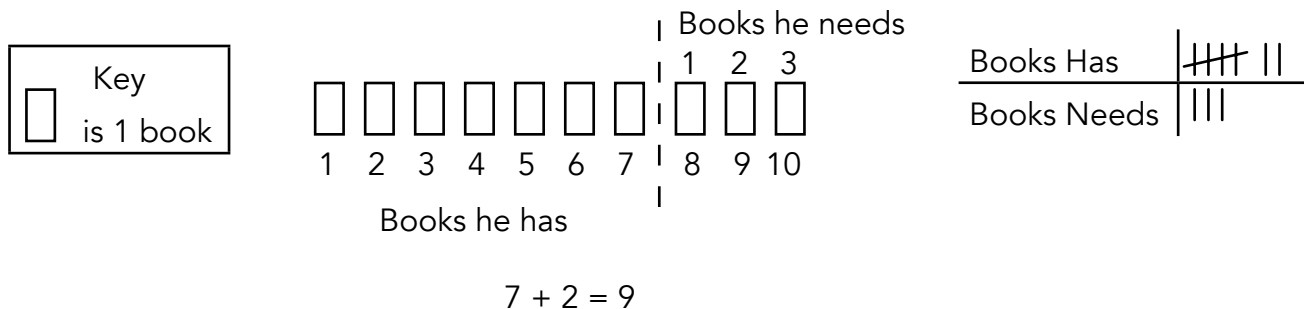 Key
is 1 book
Books he needs
1 2 3
1 2 3 4 5 6 7 8 9 10
Books he has
Books Has
Books Needs
7 + 2 = 9